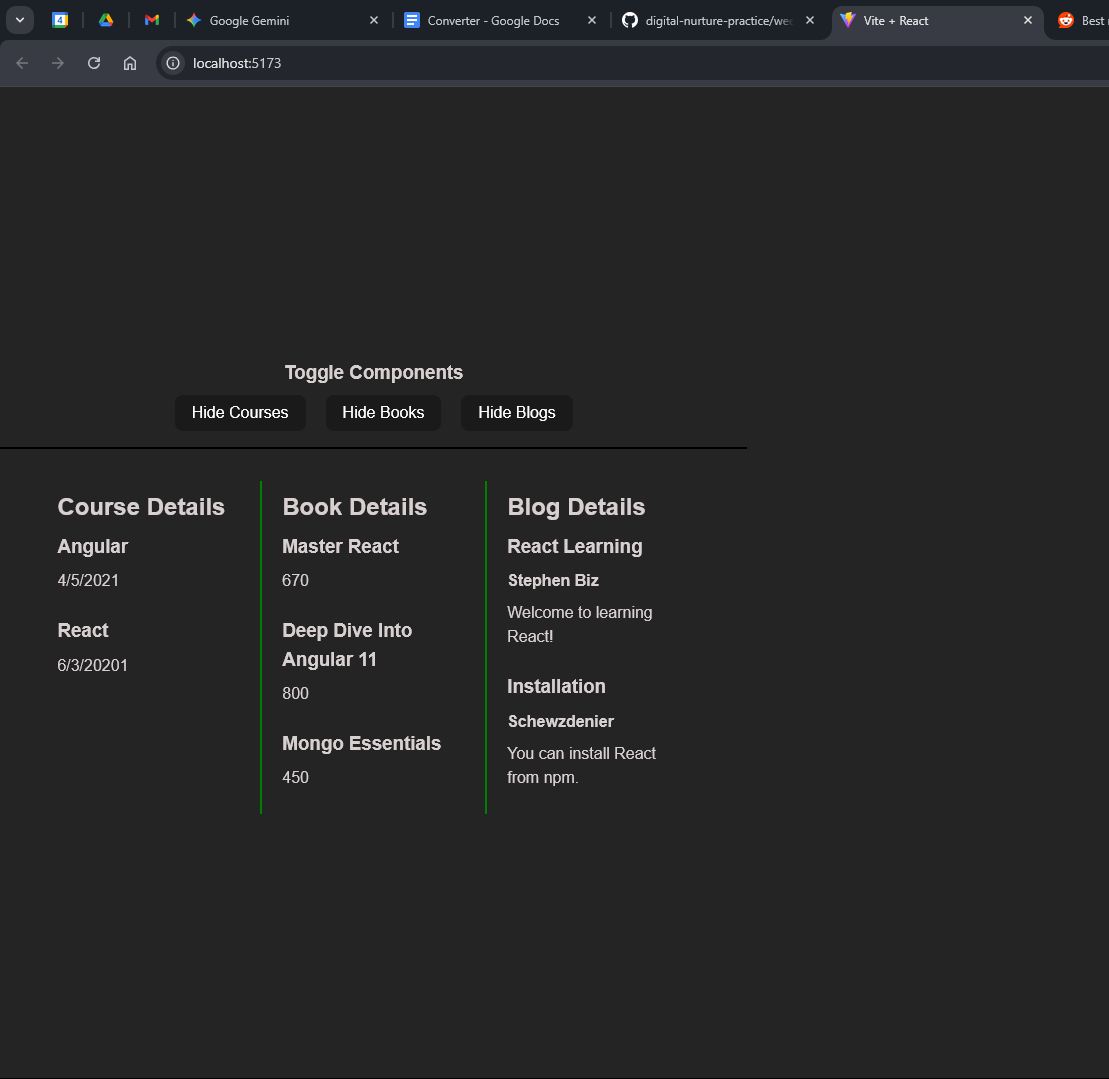 4
Google Gemini
Converter - Google Docs
digital-nurture-practice/wee
Vite + React
Best
localhost:5173
Toggle Components
Hide Courses
Hide Books
Hide Blogs
Course Details
Angular
4/5/2021
React
6/3/20201
Book Details
Master React
670
Deep Dive Into
Angular 11
800
Mongo Essentials
450
Blog Details
React Learning
Stephen Biz
Welcome to learning
React!
Installation
Schewzdenier
You can install React
from npm.